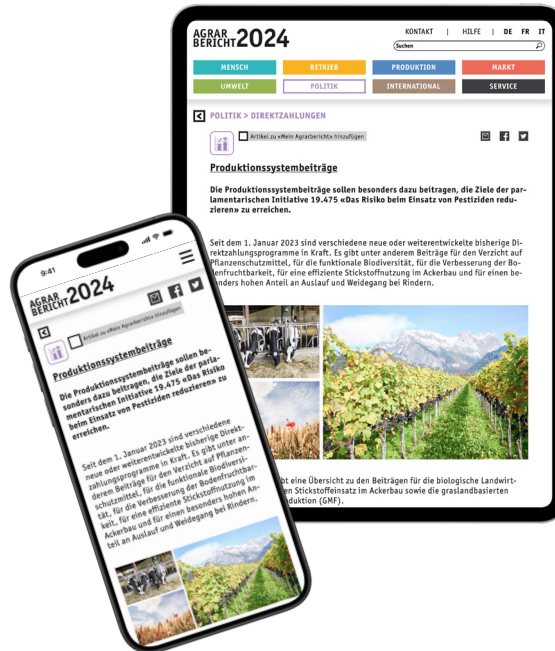 AGRAR
BERICHT 2024
KONTAKT | HILFE | DE FR IT
Suchen
MENSCH BETRIEB PRODUKTION MARKT
UMWELT POLITIK INTERNATIONAL SERVICE
POLITIK > DIREKTZAHLUNGEN
Artikel zu «Mein Agrarbericht» hinzufügen
Produktionssystembeiträge
Die Produktionssystembeiträge sollen besonders dazu beitragen, die Ziele der par-
lamentarischen Initiative 19.475 «Das Risiko beim Einsatz von Pestiziden redu-
zieren» zu erreichen.
Seit dem 1. Januar 2023 sind verschiedene neue oder weiterentwickelte bisherige Di-
rektzahlungsprogramme in Kraft. Es gibt unter anderem Beiträge für den Verzicht auf
Pflanzenschutzmittel, für die funktionale Biodiversität, für die Verbesserung der Bo-
denfruchtbarkeit, für eine effiziente Stickstoffnutzung im Ackerbau und für einen be-
sonders hohen Anteil an Auslauf und Weidegang bei Rindern.
bt eine Übersicht zu den Beiträgen für die biologische Landwirt-
en Stickstoffeinsatz im Ackerbau sowie die graslandbasierten
oduktion (GMF).
9:41
AGRAR
BERICHT 2024
Artikel zu «Mein Agrarbericht» hinzufügen
Produktionssystembeiträge
Die Produktionssystembeiträge sollen be-
sonders dazu beitragen, die Ziele der parla-
mentarischen Initiative 19.475 «Das Risiko
beim Einsatz von Pestiziden reduzieren» zu
erreichen.
Seit dem 1. Januar 2023 sind verschiedene
neue oder weiterentwickelte bisherige Direkt-
zahlungsprogramme in Kraft. Es gibt unter an-
derem Beiträge für den Verzicht auf Pflanzen-
schutzmittel, für die funktionale Biodiversi-
tät, für die Verbesserung der Bodenfruchtbar-
keit, für eine effiziente Stickstoffnutzung im
Ackerbau und für einen besonders hohen An-
teil an Auslauf und Weidegang bei Rindern.